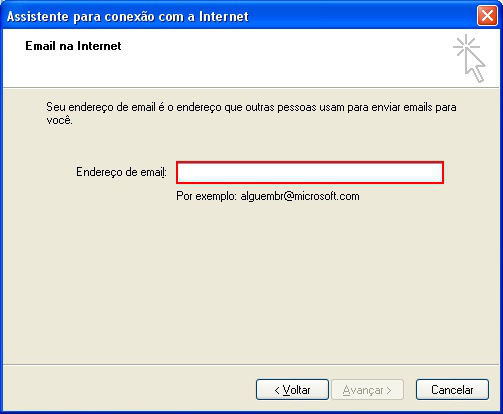 Assistente para conexão com a Internet
Email na Internet
Seu endereço de email é o endereço que outras pessoas usam para enviar emails para
você.
Endereço de email:
Por exemplo: alguembr@microsoft.com
< Voltar
Avançar >
Cancelar